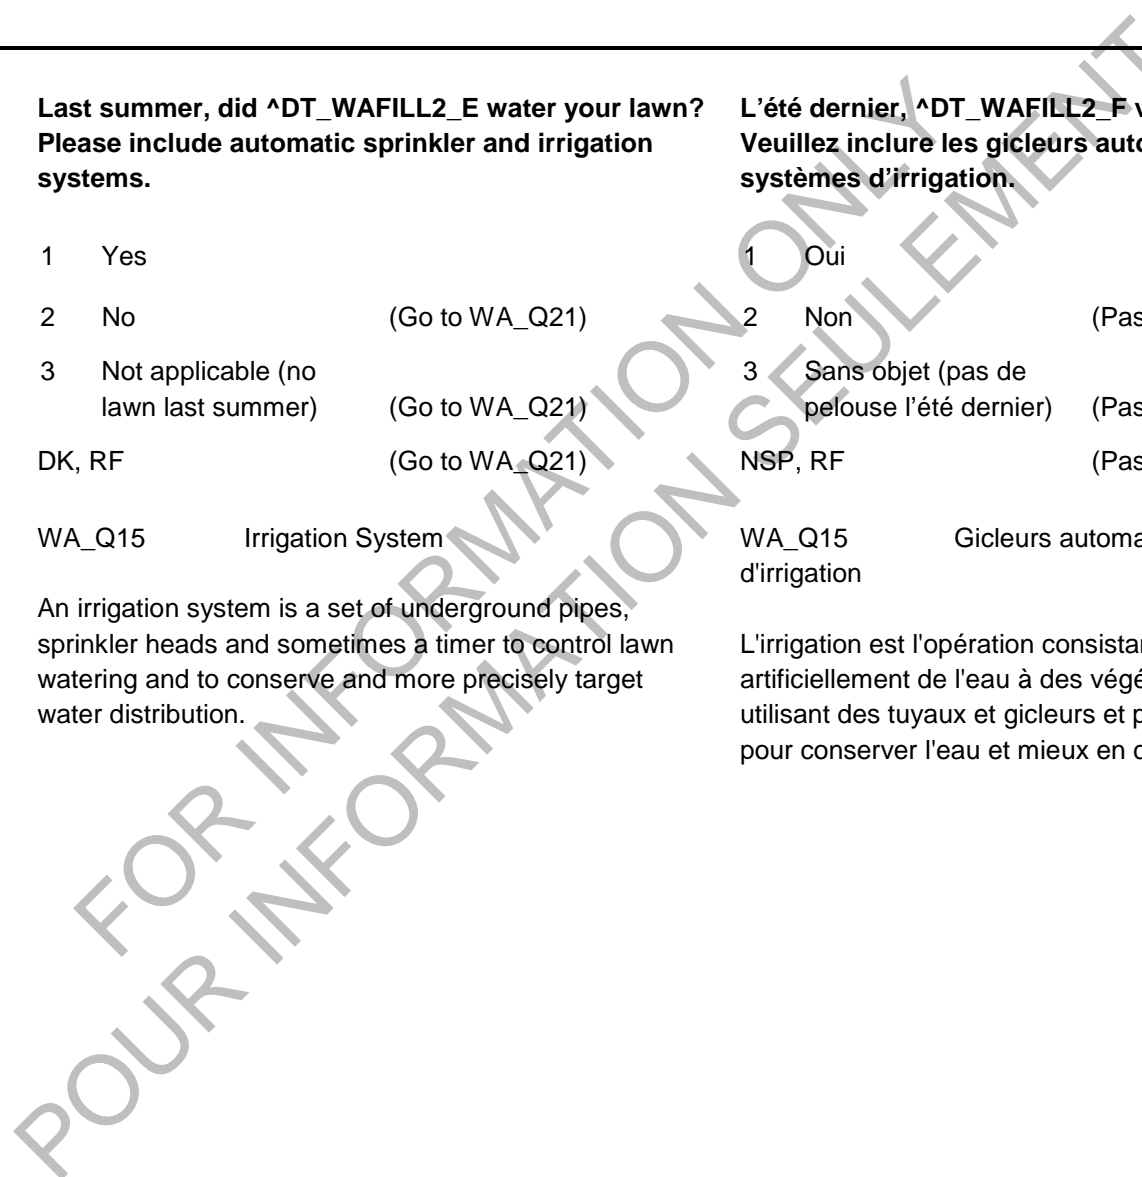 Last summer, did ^DT_WAFILL2_E water your lawn?
Please include automatic sprinkler and irrigation
systems.
1 Yes
2 No (Go to WA_Q21)
3 Not applicable (no
lawn last summer) (Go to WA_Q21)
DK, RF (Go to WA_Q21)
WA_Q15 Irrigation System
An irrigation system is a set of underground pipes,
sprinkler heads and sometimes a timer to control lawn
watering and to conserve and more precisely target
water distribution.
L’été dernier, ^DT_WAFILL2_F
Veuillez inclure les gicleurs
systèmes d’irrigation.
1 Oui
2 Non
3 Sans objet (pas de
pelouse l’été dernier)
NSP, RF
WA_Q15 Gicleurs
d'irrigation
L'irrigation est l'opération
artificiellement de l'eau à des
utilisant des tuyaux et gicleurs et
pour conserver l'eau et mieux en
FOR INFORMATION ONLY
POUR INFORMATION SEULEMENT